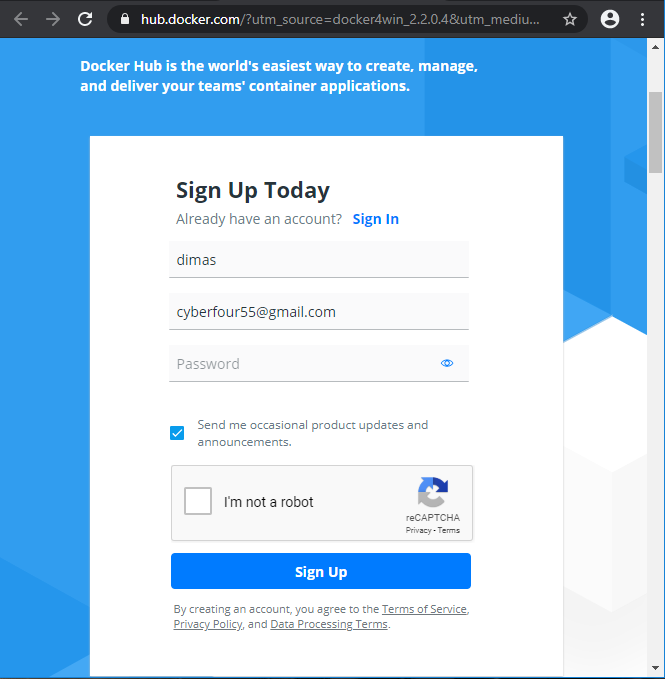 hub.docker.com/?utm_source=docker4win_2.2.0.4&utm_mediu...
Docker Hub is the world's easiest way to create, manage,
and deliver your teams' container applications.
Sign Up Today
Already have an account? Sign In
dimas
cyberfour55@gmail.com
Password
Send me occasional product updates and
announcements.
I'm not a robot
reCAPTCHA
Privacy - Terms
Sign Up
By creating an account, you agree to the Terms of Service,
Privacy Policy, and Data Processing Terms.